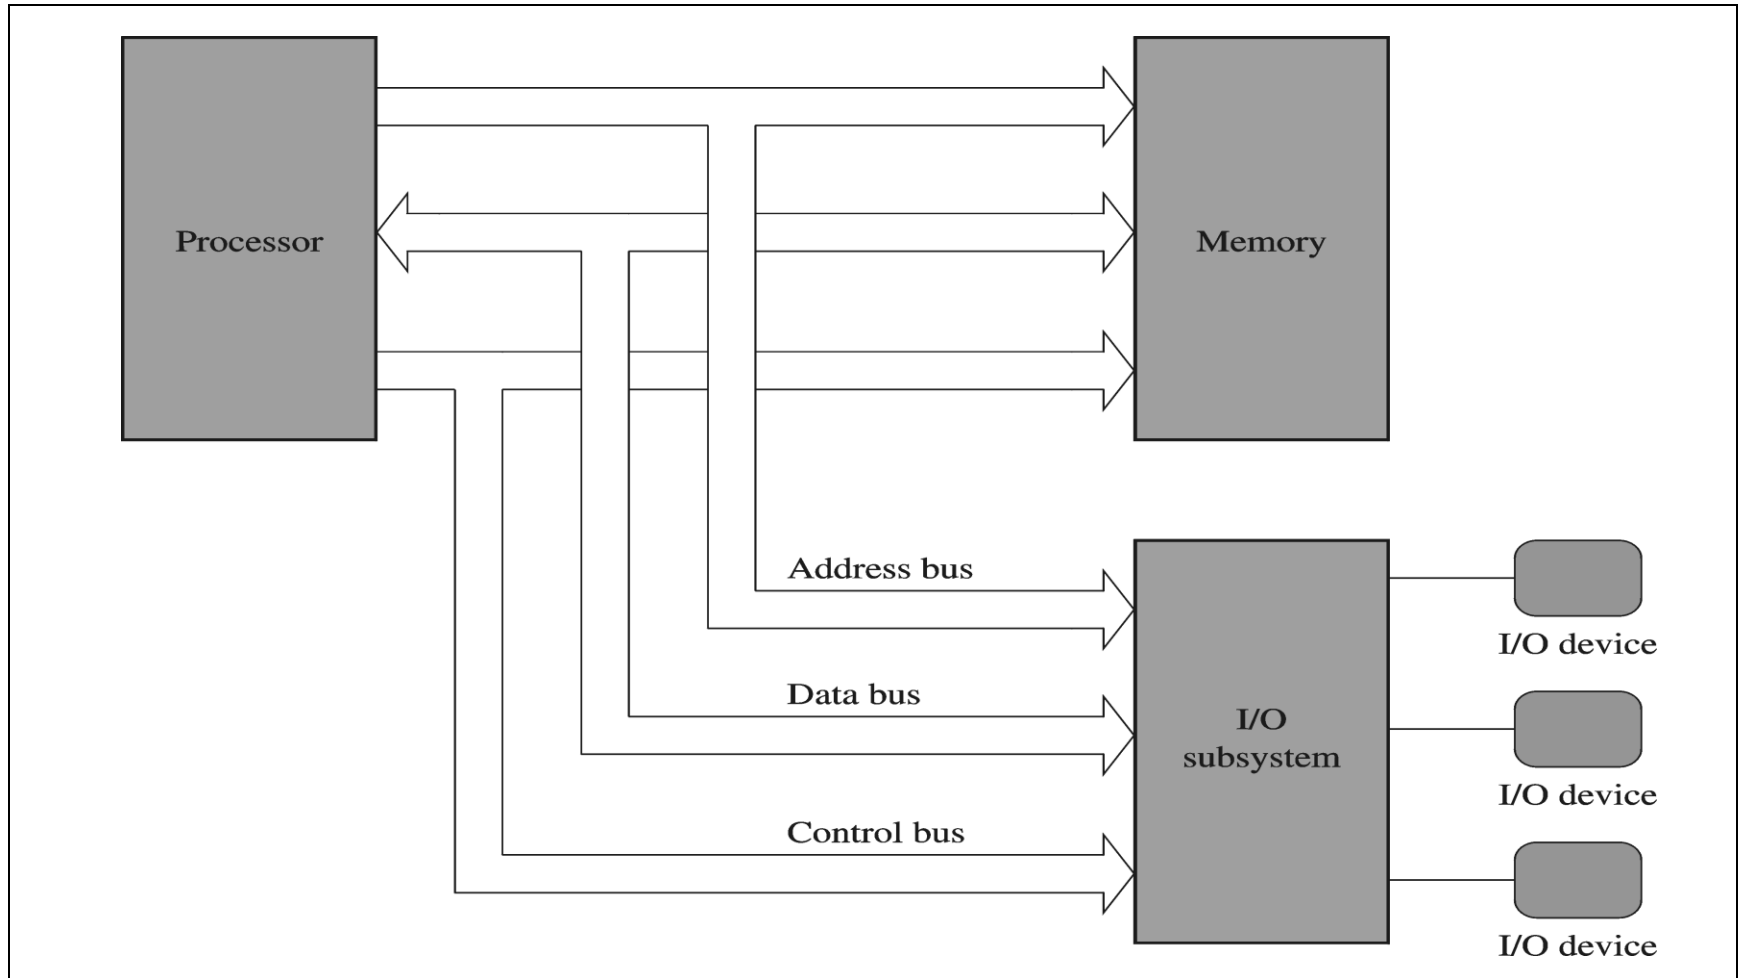 Processor
Memory
Address bus
I/O device
Data bus
I/O
subsystem
I/O device
Control bus
I/O device